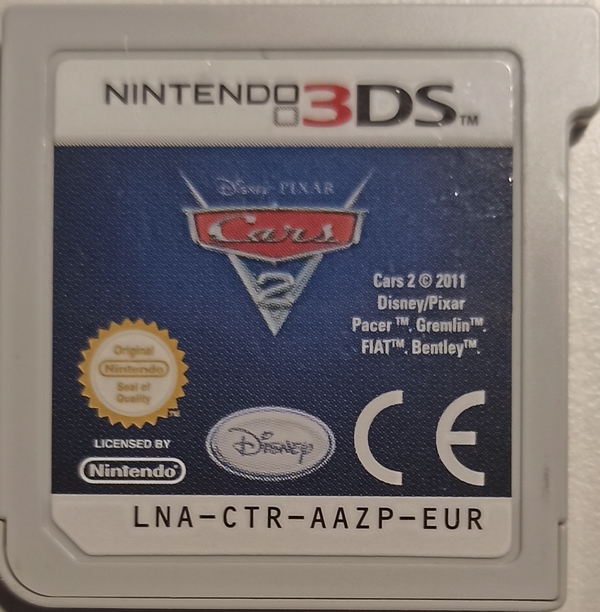 NINTENDO 3DS™
Disney · PIXAR
Cars
2
Cars 2 © 2011
Disney/Pixar
Pacer™, Gremlin™,
FIAT™, Bentley™.
Original
Nintendo
Seal of
Quality
™
LICENSED BY
Nintendo®
Disney
CE
LNA-CTR-AAZP-EUR